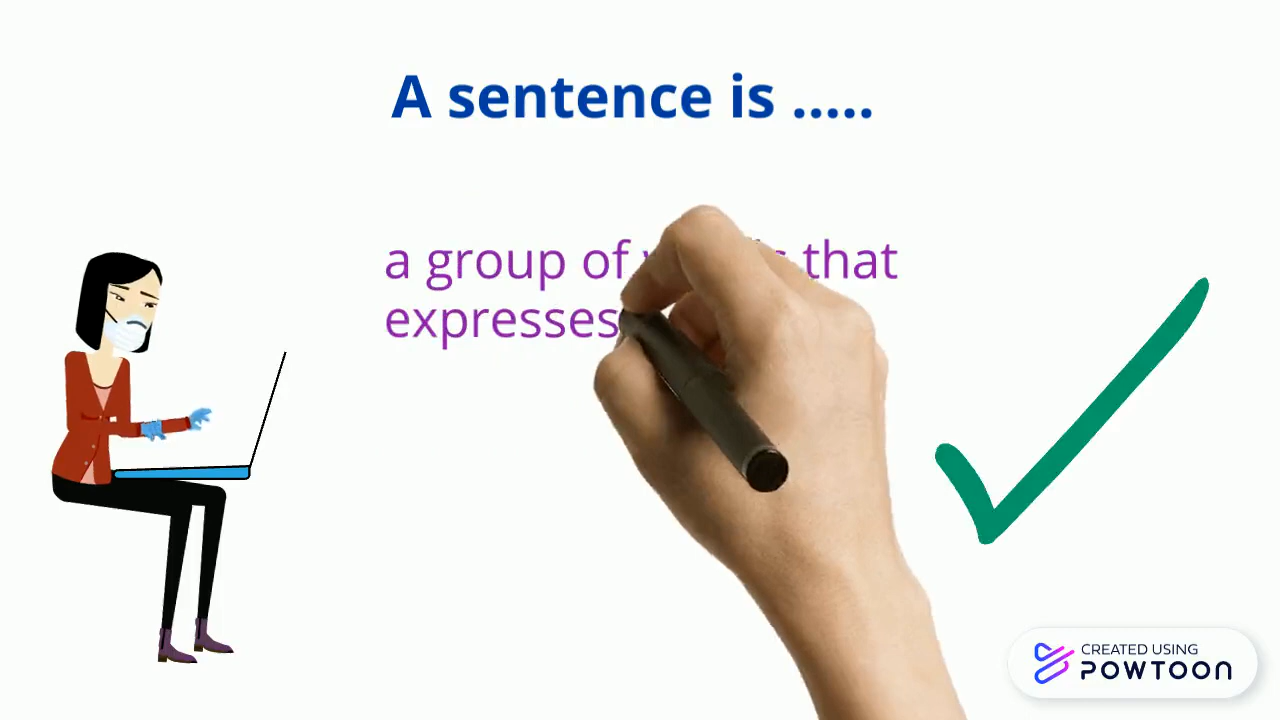 A sentence is .....
a group of that
expresses
CREATED USING
POWTOON